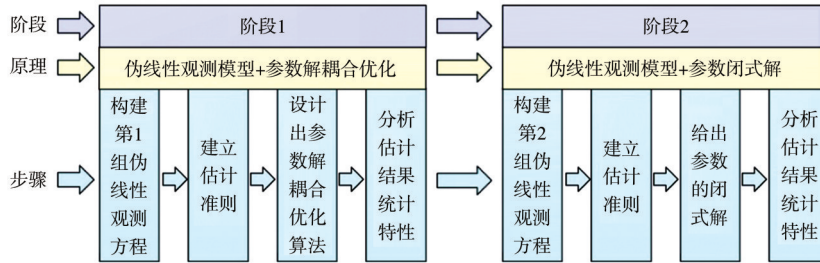 阶段
阶段1
阶段2
原理
伪线性观测模型+参数解耦合优化
伪线性观测模型+参数闭式解
步骤
构建
第1
组伪
线性
观测
方程
建立
估计
准则
设计
出参
数解
耦合
优化
算法
分析
估计
结果
统计
特性
构建
第2
组伪
线性
观测
方程
建立
估计
准则
给出
参数
的闭
式解
分析
估计
结果
统计
特性